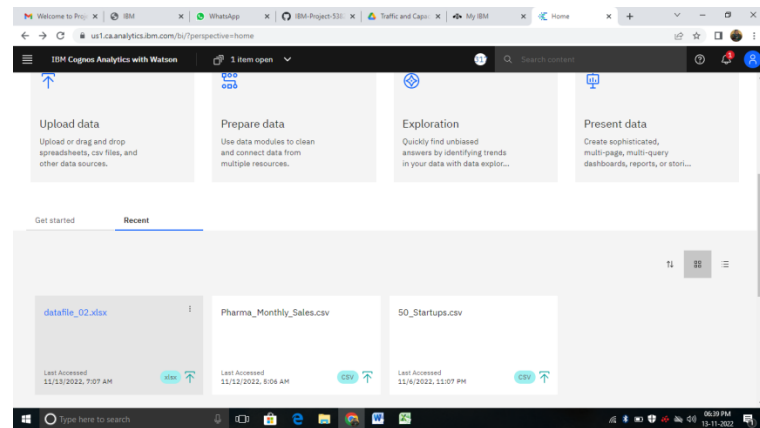 Welcome to Proj
IBM
WhatsApp
IBM-Project-530
Traffic and Capac
My IBM
Home
us1.ca.analytics.ibm.com/bi/?perspective=home
IBM Cognos Analytics with Watson
1 item open
Search content
Upload data
Upload or drag and drop
spreadsheets, csv files, and
other data sources.
Prepare data
Use data modules to clean
and connect data from
multiple resources.
Exploration
Quickly find unbiased
answers by identifying trends
in your data with data explor...
Present data
Create sophisticated,
multi-page, multi-query
dashboards, reports, or stori...
Get started
Recent
datafile_02.xlsx
Last Accessed
11/13/2022, 7:07 AM
xlsx
Pharma_Monthly_Sales.csv
Last Accessed
11/12/2022, 8:06 AM
CSV
50_Startups.csv
Last Accessed
11/6/2022, 11:07 PM
CSV
Type here to search
06:39 PM
13-11-2022